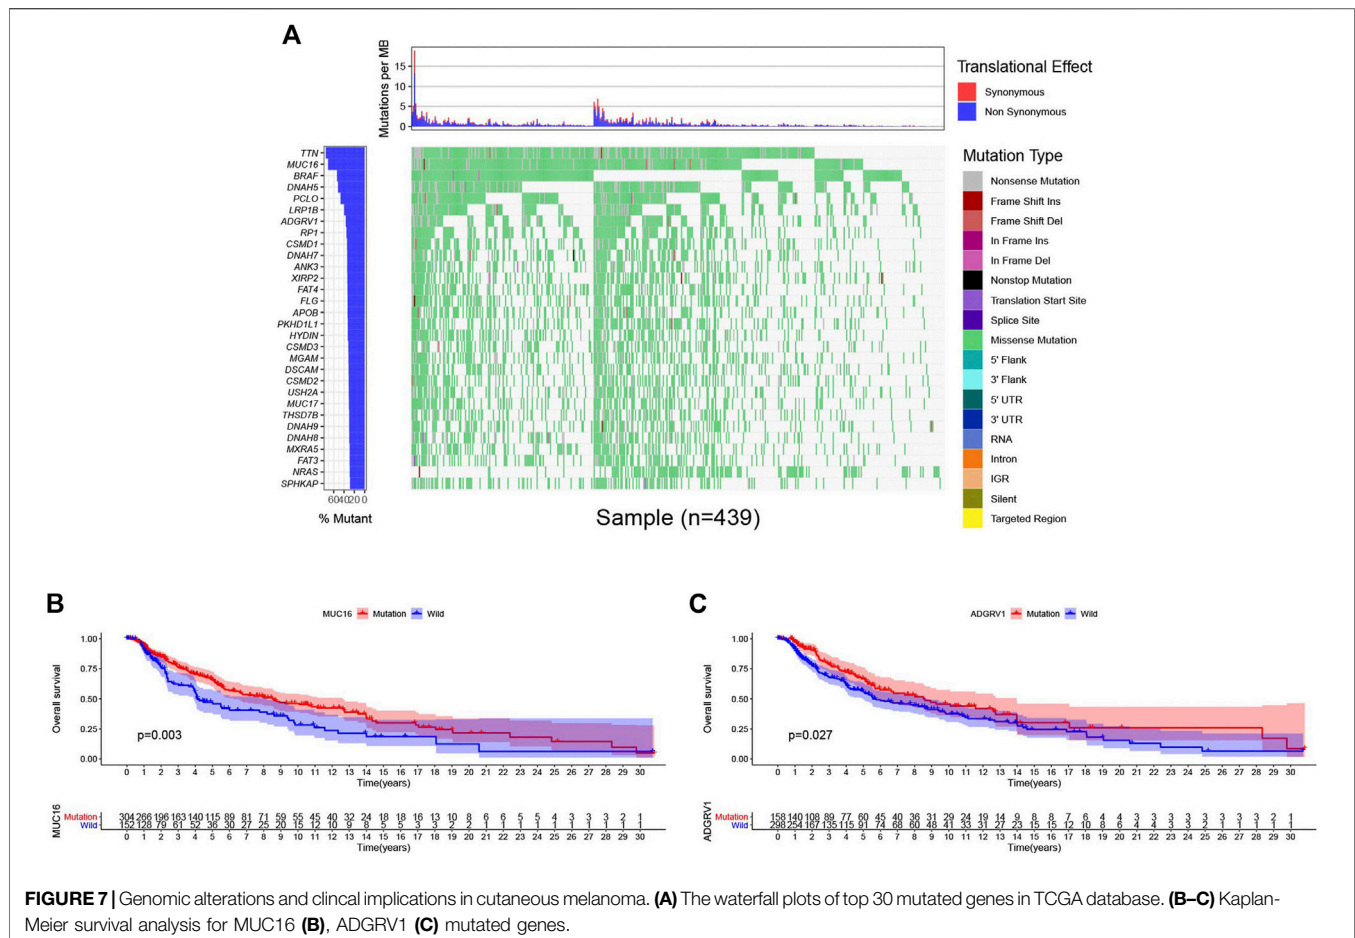 A
Mutations per MB
15
10
5
0
Translational Effect
Synonymous
Non Synonymous
TTN
MUC16
BRAF
DNAH5
PCLO
LRP1B
ADGRV1
RP1
CSMD1
DNAH7
ANK3
XIRP2
FAT4
FLG
APOB
PKHD1L1
HYDIN
CSMD3
MGAM
DSCAM
CSMD2
USH2A
MUC17
THSD7B
DNAH9
DNAH8
MXRA5
FAT3
NRAS
SPHKAP
604020 0
% Mutant
Sample (n=439)
Mutation Type
Nonsense Mutation
Frame Shift Ins
Frame Shift Del
In Frame Ins
In Frame Del
Nonstop Mutation
Translation Start Site
Splice Site
Missense Mutation
5' Flank
3' Flank
5' UTR
3' UTR
RNA
Intron
IGR
Silent
Targeted Region
B
MUC16 Mutation Wild
Overall survival
1.00
0.75
0.50
0.25
0.00
p=0.003
0 1 2 3 4 5 6 7 8 9 10 11 12 13 14 15 16 17 18 19 20 21 22 23 24 25 26 27 28 29 30
Time(years)
MUC16
Mutation 304 266 196 163 140 115 89 81 71 59 55 45 40 32 24 18 18 16 13 10 8 6 6 5 5 4 3 3 3 2 1
Wild 152 128 79 61 52 36 30 27 25 20 15 12 10 9 8 5 5 3 3 2 2 1 1 1 1 1 1 1 1 1 1
0 1 2 3 4 5 6 7 8 9 10 11 12 13 14 15 16 17 18 19 20 21 22 23 24 25 26 27 28 29 30
Time(years)
C
ADGRV1 Mutation Wild
Overall survival
1.00
0.75
0.50
0.25
0.00
p=0.027
0 1 2 3 4 5 6 7 8 9 10 11 12 13 14 15 16 17 18 19 20 21 22 23 24 25 26 27 28 29 30
Time(years)
ADGRV1
Mutation 158 140 108 89 77 60 45 40 36 31 29 24 19 14 9 8 8 7 6 4 4 4 3 3 3 3 2 2 2 1
Wild 298 254 167 135 115 91 74 68 60 48 41 33 31 27 23 15 15 12 10 8 6 4 4 3 3 2 1 1 1 1 1
0 1 2 3 4 5 6 7 8 9 10 11 12 13 14 15 16 17 18 19 20 21 22 23 24 25 26 27 28 29 30
Time(years)
FIGURE 7 | Genomic alterations and clincal implications in cutaneous melanoma. (A) The waterfall plots of top 30 mutated genes in TCGA database. (B–C) Kaplan-
Meier survival analysis for MUC16 (B), ADGRV1 (C) mutated genes.